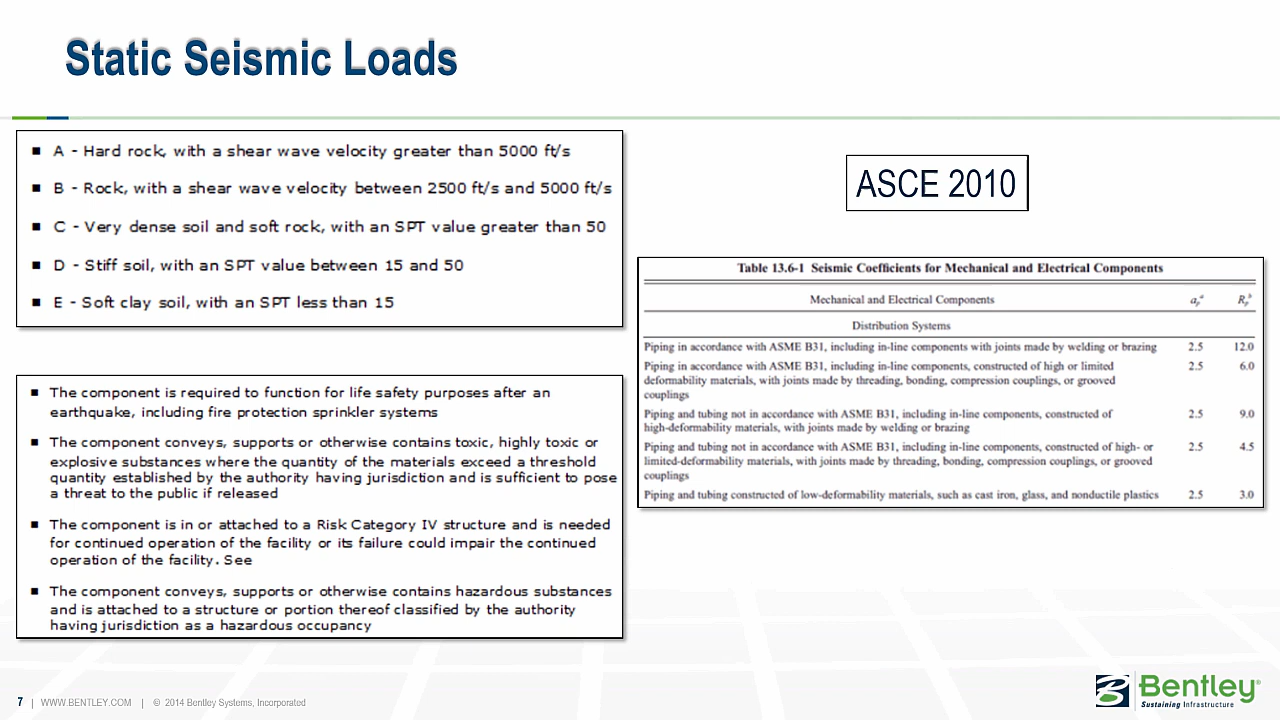 Static Seismic Loads
■ A - Hard rock, with a shear wave velocity greater than 5000 ft/s
■ B - Rock, with a shear wave velocity between 2500 ft/s and 5000 ft/s
■ C - Very dense soil and soft rock, with an SPT value greater than 50
■ D - Stiff soil, with an SPT value between 15 and 50
■ E - Soft clay soil, with an SPT less than 15
■ The component is required to function for life safety purposes after an
earthquake, including fire protection sprinkler systems
■ The component conveys, supports or otherwise contains toxic, highly toxic or
explosive substances where the quantity of the materials exceed a threshold
quantity established by the authority having jurisdiction and is sufficient to pose
a threat to the public if released
■ The component is in or attached to a Risk Category IV structure and is needed
for continued operation of the facility or its failure could impair the continued
operation of the facility. See
■ The component conveys, supports or otherwise contains hazardous substances
and is attached to a structure or portion thereof classified by the authority
having jurisdiction as a hazardous occupancy
ASCE 2010
Table 13.6-1 Seismic Coefficients for Mechanical and Electrical Components
Mechanical and Electrical Components aₚᵃ Rₚᵇ
Distribution Systems
Piping in accordance with ASME B31, including in-line components with joints made by welding or brazing 2.5 12.0
Piping in accordance with ASME B31, including in-line components, constructed of high or limited 2.5 6.0
deformability materials, with joints made by threading, bonding, compression couplings, or grooved
couplings
Piping and tubing not in accordance with ASME B31, including in-line components, constructed of 2.5 9.0
high-deformability materials, with joints made by welding or brazing
Piping and tubing not in accordance with ASME B31, including in-line components, constructed of high- or 2.5 4.5
limited-deformability materials, with joints made by threading, bonding, compression couplings, or grooved
couplings
Piping and tubing constructed of low-deformability materials, such as cast iron, glass, and nonductile plastics 2.5 3.0
7 | WWW.BENTLEY.COM | © 2014 Bentley Systems, Incorporated
Bentley®
Sustaining Infrastructure